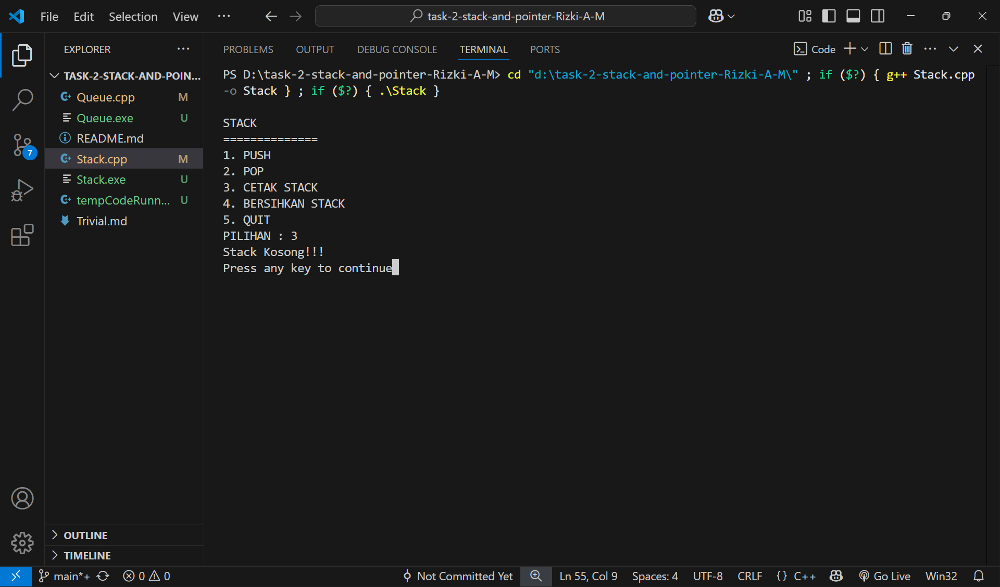 File Edit Selection View ··· task-2-stack-and-pointer-Rizki-A-M
EXPLORER ···
TASK-2-STACK-AND-POIN...
Queue.cpp M
Queue.exe U
README.md
Stack.cpp M
Stack.exe U
tempCodeRunn... U
Trivial.md
OUTLINE
TIMELINE
7
PROBLEMS OUTPUT DEBUG CONSOLE TERMINAL PORTS Code
PS D:\task-2-stack-and-pointer-Rizki-A-M> cd "d:\task-2-stack-and-pointer-Rizki-A-M\" ; if ($?) { g++ Stack.cpp
-o Stack } ; if ($?) { .\Stack }
STACK
==============
1. PUSH
2. POP
3. CETAK STACK
4. BERSIHKAN STACK
5. QUIT
PILIHAN : 3
Stack Kosong!!!
Press any key to continue
main*+ 0 0 Not Committed Yet Ln 55, Col 9 Spaces: 4 UTF-8 CRLF {} C++ Go Live Win32